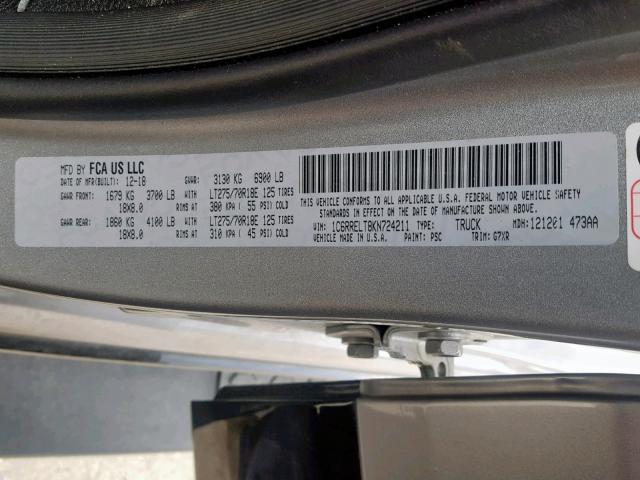 MFD BY FCA US LLC
DATE OF MFR(BUILT): 12-18 GVWR: 3130 KG 6900 LB
GAWR FRONT: 1679 KG 3700 LB WITH LT275/70R18E 125 TIRES
18X8.0 RIMS AT 380 KPA ( 55 PSI) COLD
GAWR REAR: 1860 KG 4100 LB WITH LT275/70R18E 125 TIRES
18X8.0 RIMS AT 310 KPA ( 45 PSI) COLD
THIS VEHICLE CONFORMS TO ALL APPLICABLE U.S.A. FEDERAL MOTOR VEHICLE SAFETY
STANDARDS IN EFFECT ON THE DATE OF MANUFACTURE SHOWN ABOVE.
VIN: 1C6RRELT8KN724211 TYPE: TRUCK MDH: 121201 473AA
VEHICLE MADE IN U.S.A. PAINT: PSC TRIM: G7XR